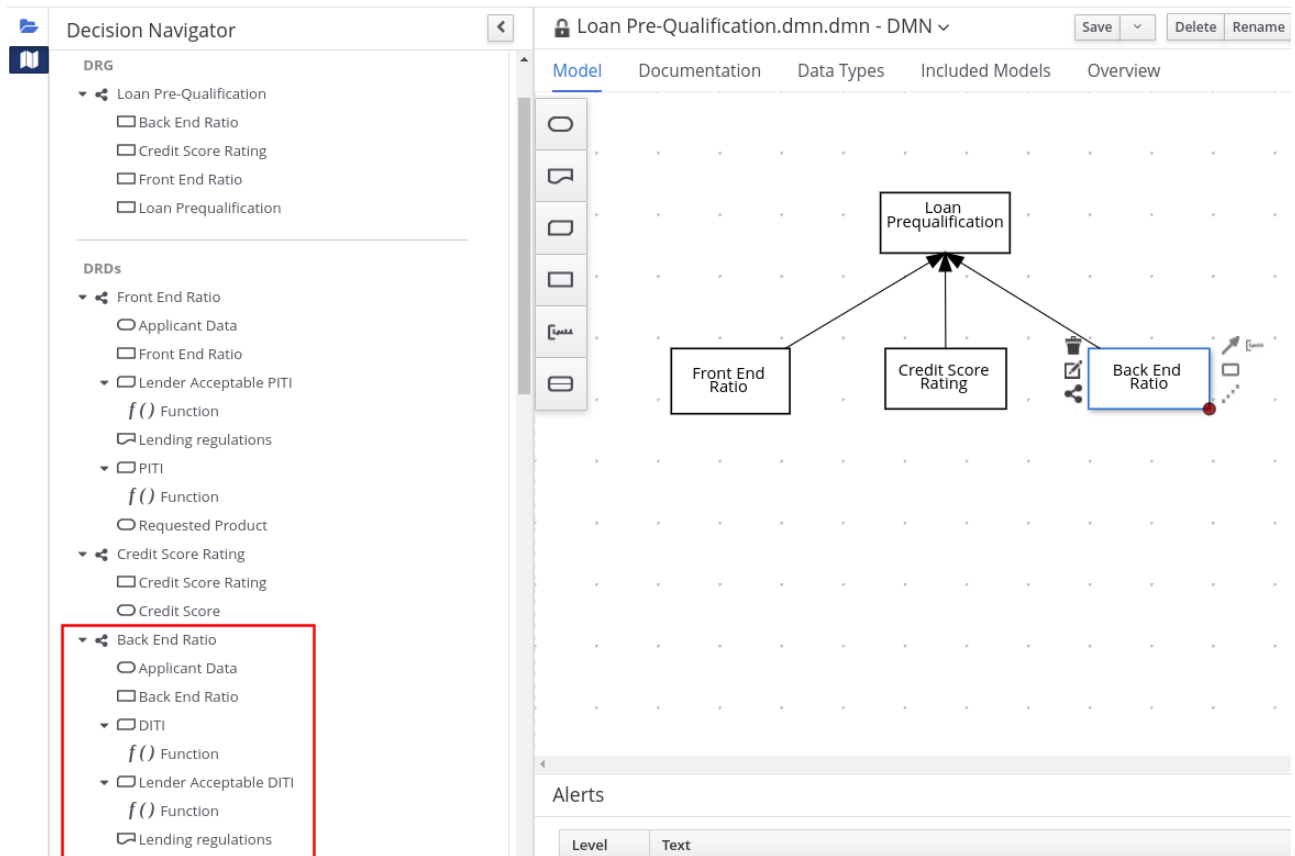 Decision Navigator
DRG
Loan Pre-Qualification
Back End Ratio
Credit Score Rating
Front End Ratio
Loan Prequalification
DRDs
Front End Ratio
Applicant Data
Front End Ratio
Lender Acceptable PITI
f() Function
Lending regulations
PITI
f() Function
Requested Product
Credit Score Rating
Credit Score Rating
Credit Score
Back End Ratio
Applicant Data
Back End Ratio
DITI
f() Function
Lender Acceptable DITI
f() Function
Lending regulations
Loan Pre-Qualification.dmn.dmn - DMN
Save
Delete
Rename
Model
Documentation
Data Types
Included Models
Overview
Loan
Prequalification
Front End
Ratio
Credit Score
Rating
Back End
Ratio
Alerts
Level
Text